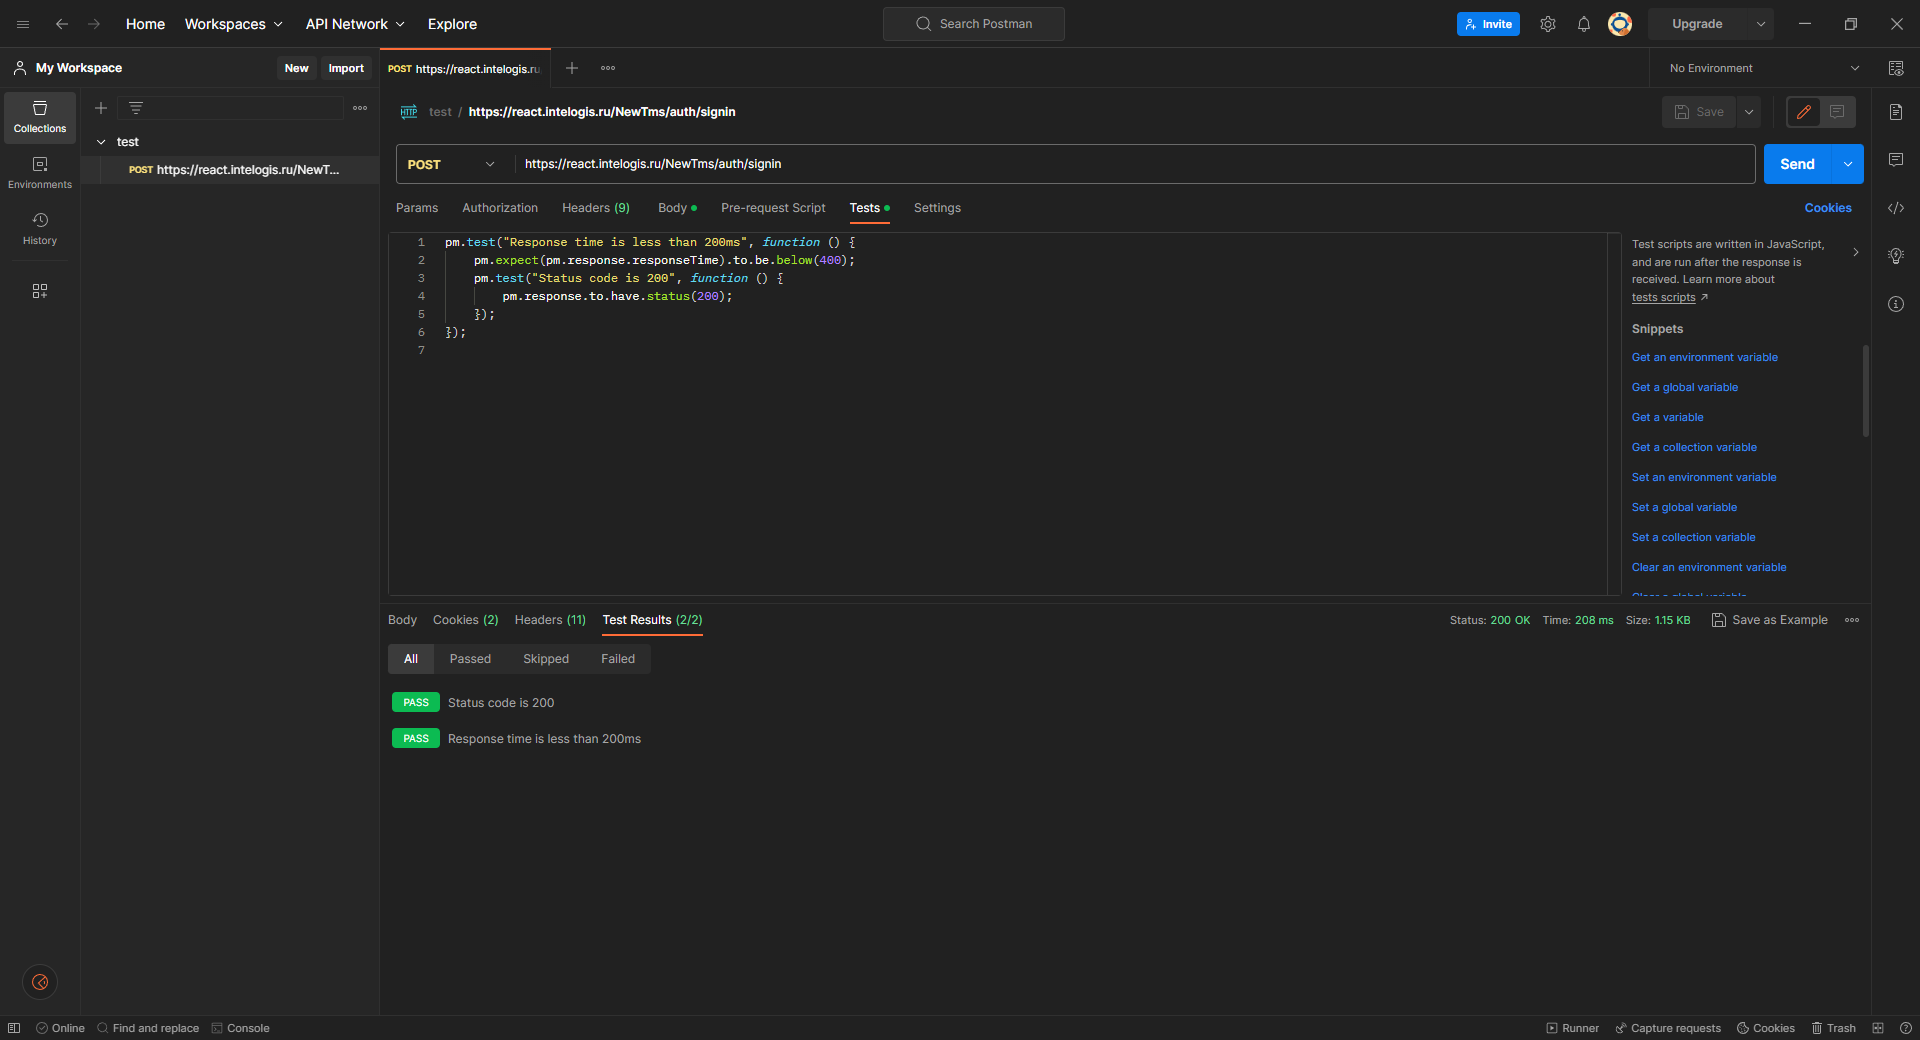 Home Workspaces API Network Explore Search Postman Invite Upgrade
My Workspace New Import POST https://react.intelogis.ru No Environment
Collections
Environments
History
test
POST https://react.intelogis.ru/NewT...
HTTP test / https://react.intelogis.ru/NewTms/auth/signin Save
POST https://react.intelogis.ru/NewTms/auth/signin Send
Params Authorization Headers (9) Body Pre-request Script Tests Settings Cookies
1 pm.test("Response time is less than 200ms", function () {
2 pm.expect(pm.response.responseTime).to.be.below(400);
3 pm.test("Status code is 200", function () {
4 pm.response.to.have.status(200);
5 });
6 });
7
Test scripts are written in JavaScript,
and are run after the response is
received. Learn more about
tests scripts ↗
Snippets
Get an environment variable
Get a global variable
Get a variable
Get a collection variable
Set an environment variable
Set a global variable
Set a collection variable
Clear an environment variable
Clear a global variable
Body Cookies (2) Headers (11) Test Results (2/2) Status: 200 OK Time: 208 ms Size: 1.15 KB Save as Example
All Passed Skipped Failed
PASS Status code is 200
PASS Response time is less than 200ms
Online Find and replace Console Runner Capture requests Cookies Trash